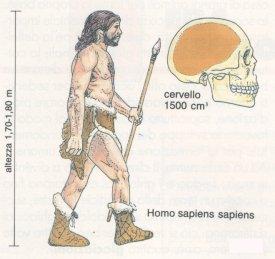 altezza 1,70-1,80 m
cervello
1500 cm³
Homo sapiens sapiens